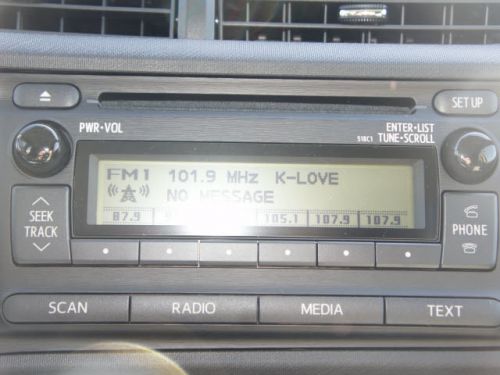 SET UP
PWR•VOL
ENTER•LIST
518C1 TUNE•SCROLL
FM1 101.9 MHz K-LOVE
NO MESSAGE
87.9 105.1 107.9 107.9
SEEK
TRACK
PHONE
SCAN RADIO MEDIA TEXT